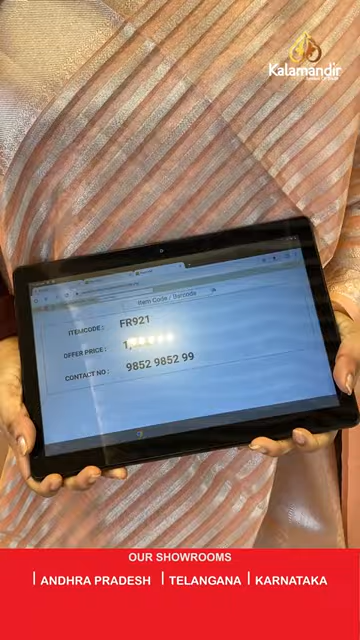 Kalamandir
Item Code / Barcode
ITEMCODE : FR921
OFFER PRICE : 1,
CONTACT NO : 9852 9852 99
OUR SHOWROOMS
| ANDHRA PRADESH | TELANGANA | KARNATAKA